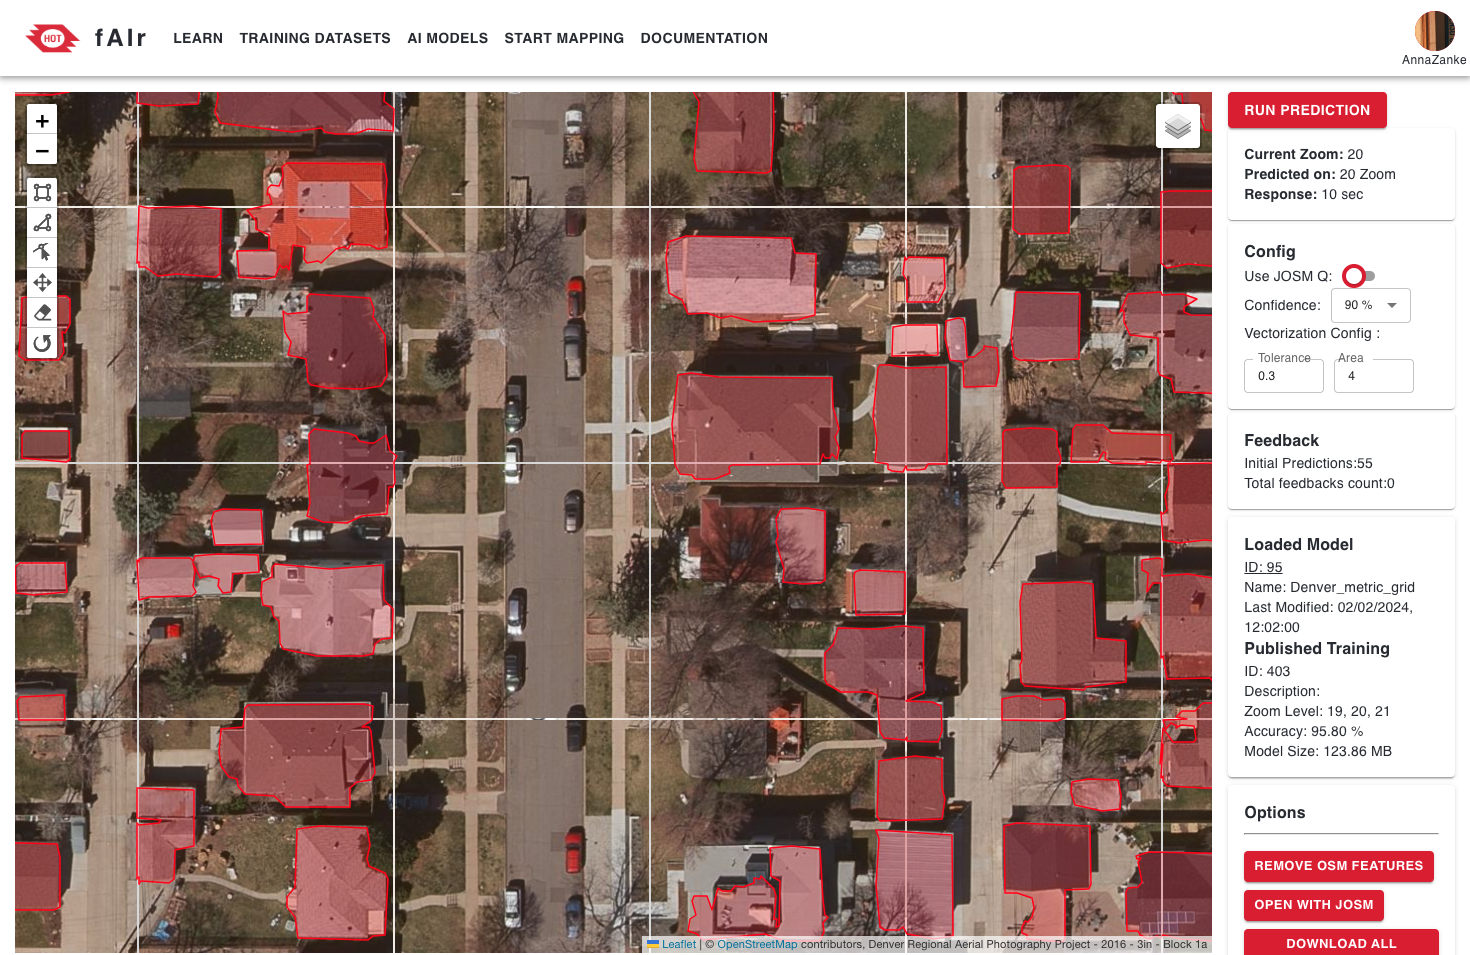 HOT
fAIr
LEARN
TRAINING DATASETS
AI MODELS
START MAPPING
DOCUMENTATION
AnnaZanke
+
−
RUN PREDICTION
Current Zoom: 20
Predicted on: 20 Zoom
Response: 10 sec
Config
Use JOSM Q:
Confidence: 90 %
Vectorization Config :
Tolerance
0.3
Area
4
Feedback
Initial Predictions:55
Total feedbacks count:0
Loaded Model
ID: 95
Name: Denver_metric_grid
Last Modified: 02/02/2024,
12:02:00
Published Training
ID: 403
Description:
Zoom Level: 19, 20, 21
Accuracy: 95.80 %
Model Size: 123.86 MB
Options
REMOVE OSM FEATURES
OPEN WITH JOSM
DOWNLOAD ALL
Leaflet | © OpenStreetMap contributors, Denver Regional Aerial Photography Project - 2016 - 3in - Block 1a